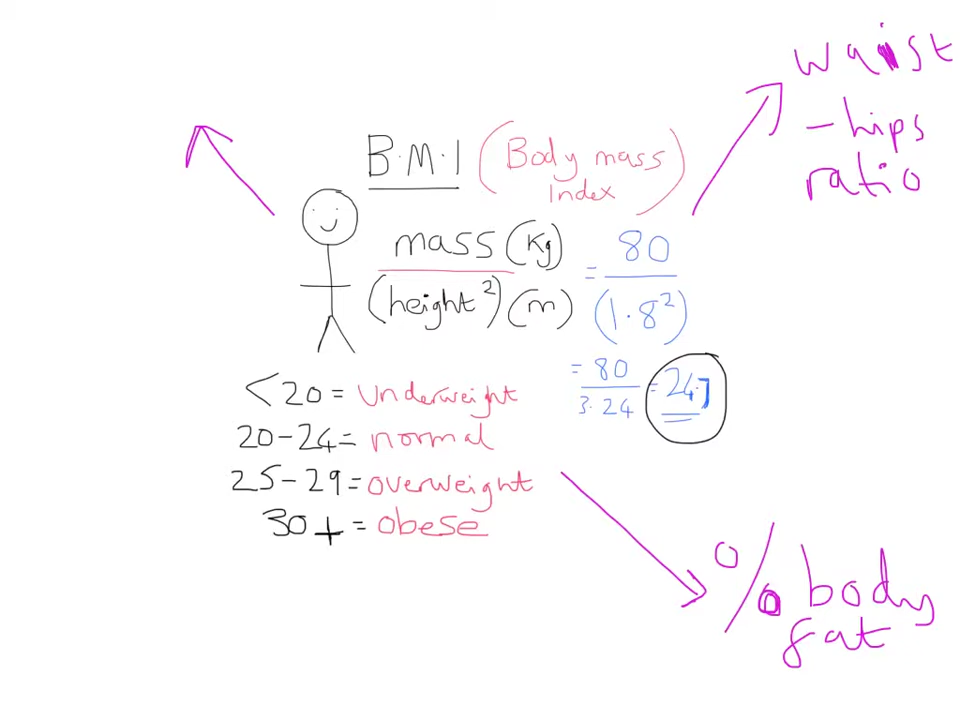 waist
-hips
ratio
B.M.I (Body mass
Index)
mass (kg)
(height²)(m)
= 80
(1.8²)
= 80
3.24
= 24.7
<20 = Underweight
20-24 = normal
25-29 = overweight
30+ = obese
% body
fat